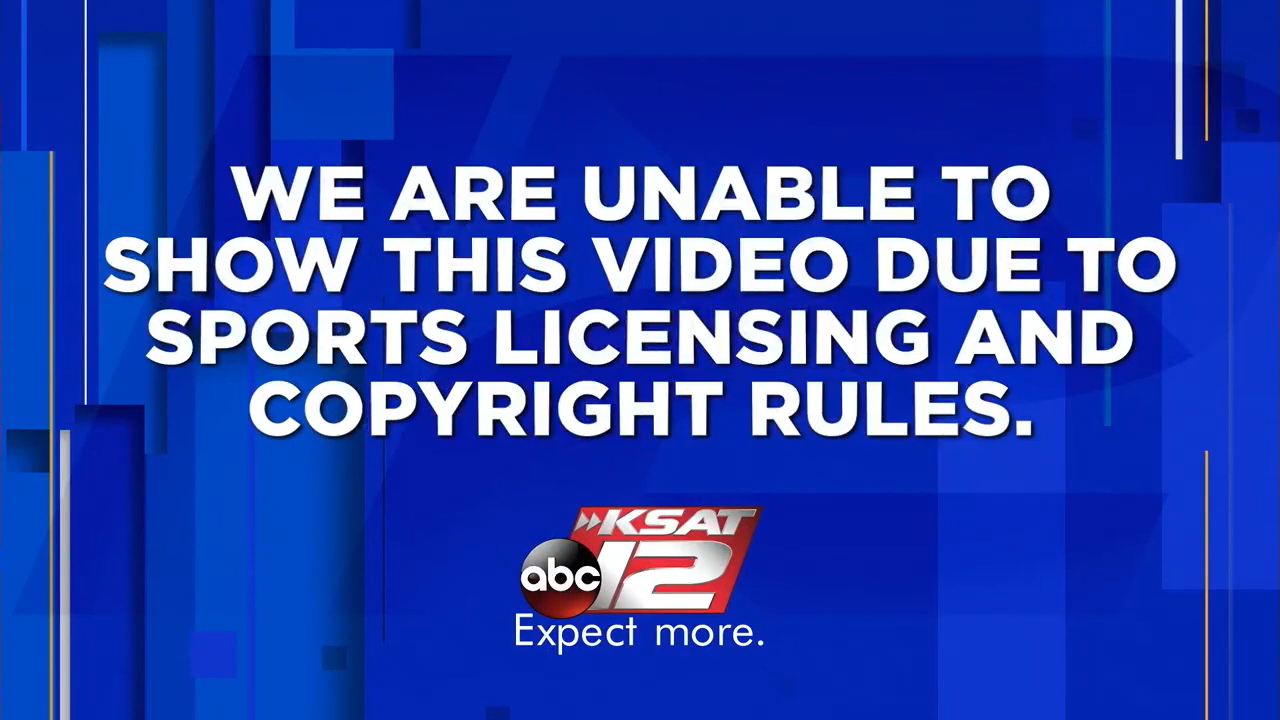 WE ARE UNABLE TO
SHOW THIS VIDEO DUE TO
SPORTS LICENSING AND
COPYRIGHT RULES.
KSAT
abc 12
Expect more.